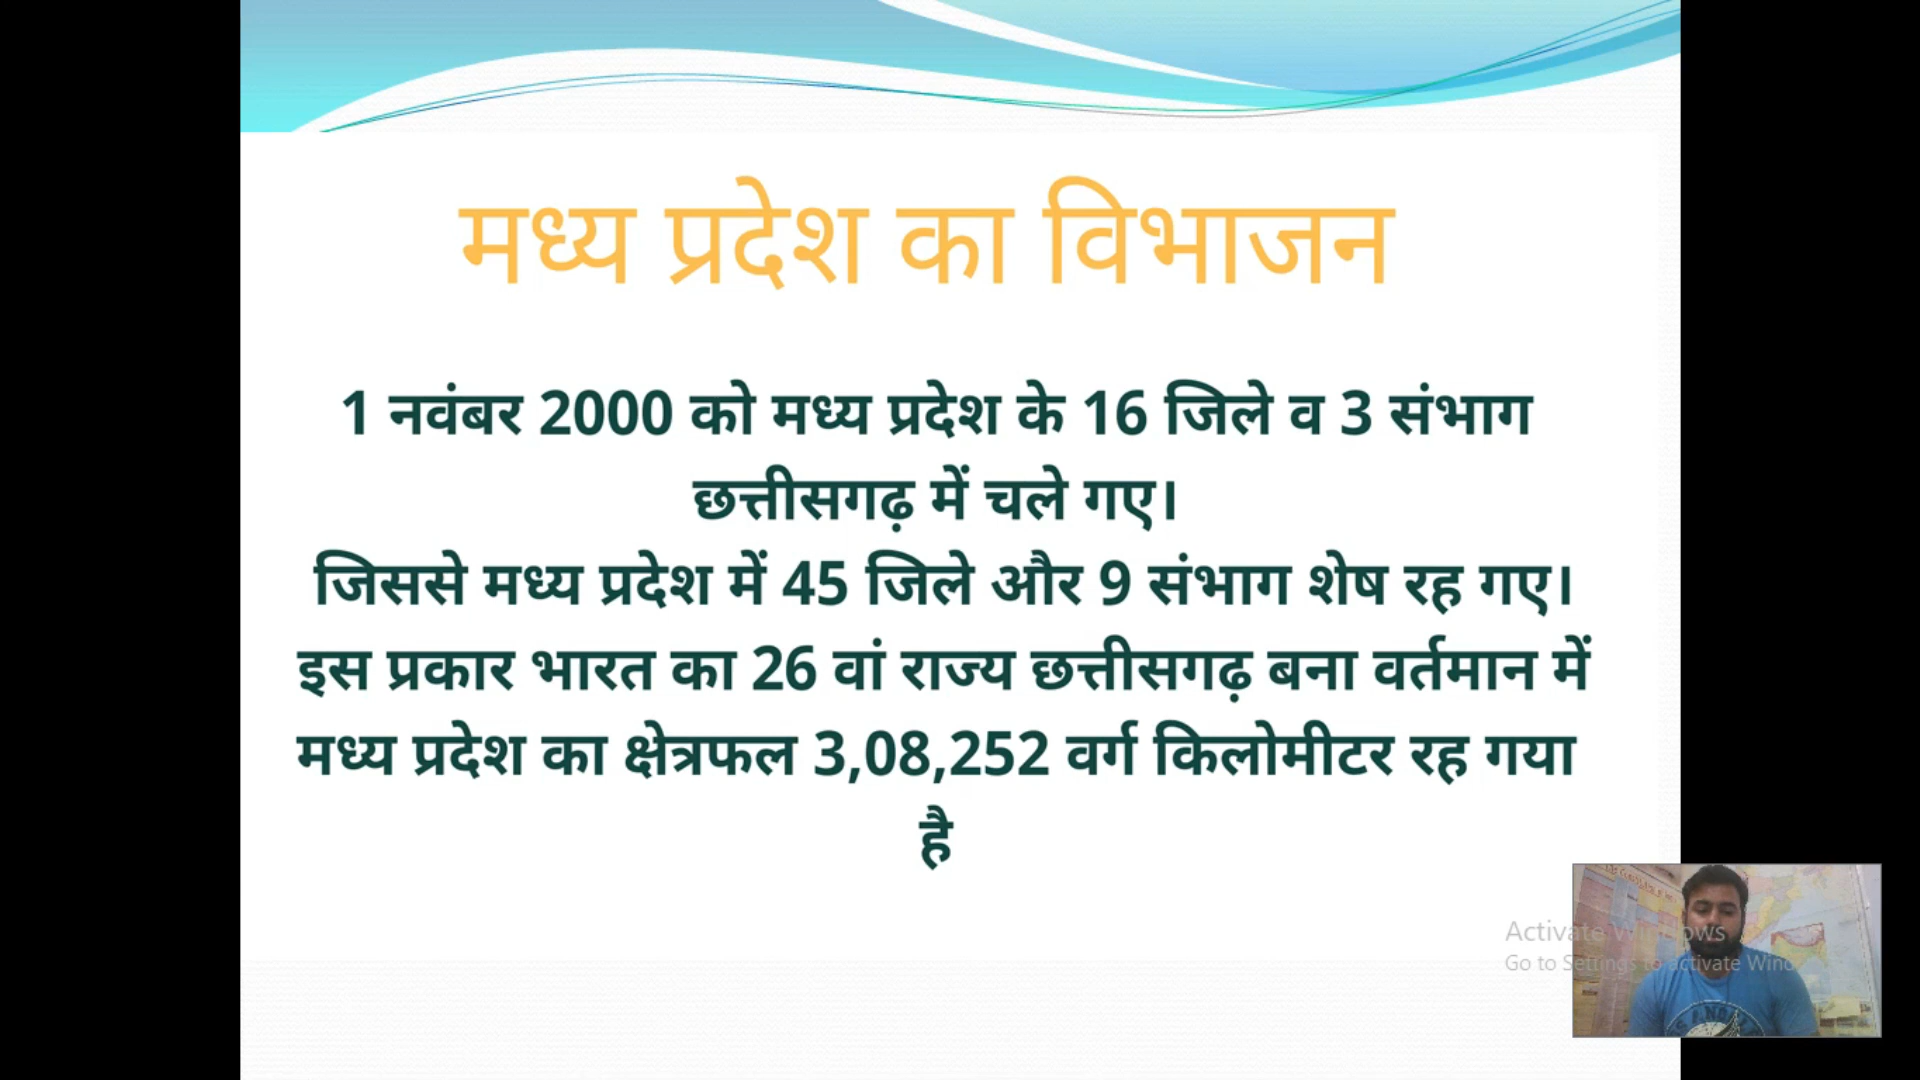 मध्य प्रदेश का विभाजन
1 नवंबर 2000 को मध्य प्रदेश के 16 जिले व 3 संभाग
छत्तीसगढ़ में चले गए।
जिससे मध्य प्रदेश में 45 जिले और 9 संभाग शेष रह गए।
इस प्रकार भारत का 26 वां राज्य छत्तीसगढ़ बना वर्तमान में
मध्य प्रदेश का क्षेत्रफल 3,08,252 वर्ग किलोमीटर रह गया
है
Activate Windows
Go to Settings to activate